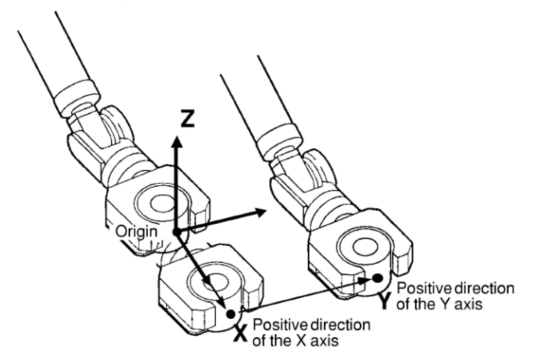 Z
Origin
X
Positive direction
of the X axis
Y
Positive direction
of the Y axis